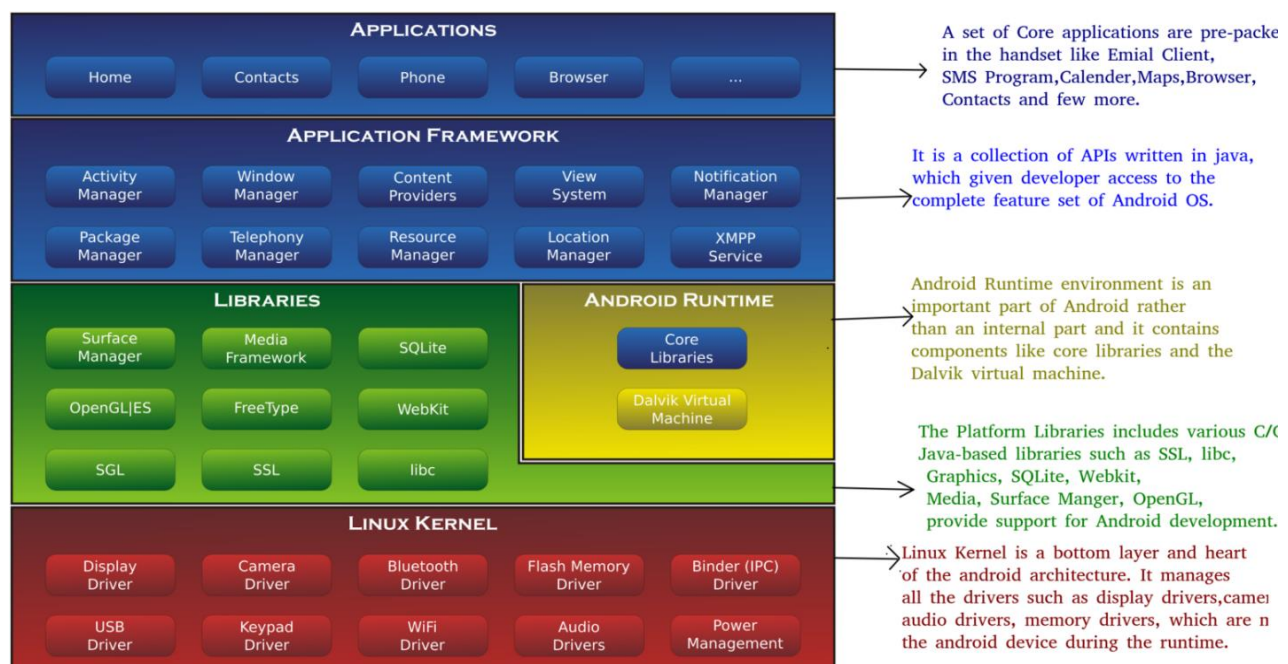 APPLICATIONS
Home
Contacts
Phone
Browser
...
A set of Core applications are pre-packe
in the handset like Emial Client,
SMS Program,Calender,Maps,Browser,
Contacts and few more.
APPLICATION FRAMEWORK
Activity
Manager
Window
Manager
Content
Providers
View
System
Notification
Manager
Package
Manager
Telephony
Manager
Resource
Manager
Location
Manager
XMPP
Service
It is a collection of APIs written in java,
which given developer access to the
complete feature set of Android OS.
LIBRARIES
Surface
Manager
Media
Framework
SQLite
OpenGL|ES
FreeType
WebKit
SGL
SSL
libc
ANDROID RUNTIME
Core
Libraries
Dalvik Virtual
Machine
Android Runtime environment is an
important part of Android rather
than an internal part and it contains
components like core libraries and the
Dalvik virtual machine.
The Platform Libraries includes various C/C
Java-based libraries such as SSL, libc,
Graphics, SQLite, Webkit,
Media, Surface Manger, OpenGL,
provide support for Android development.
LINUX KERNEL
Display
Driver
Camera
Driver
Bluetooth
Driver
Flash Memory
Driver
Binder (IPC)
Driver
USB
Driver
Keypad
Driver
WiFi
Driver
Audio
Drivers
Power
Management
Linux Kernel is a bottom layer and heart
of the android architecture. It manages
all the drivers such as display drivers,camer
audio drivers, memory drivers, which are n
the android device during the runtime.